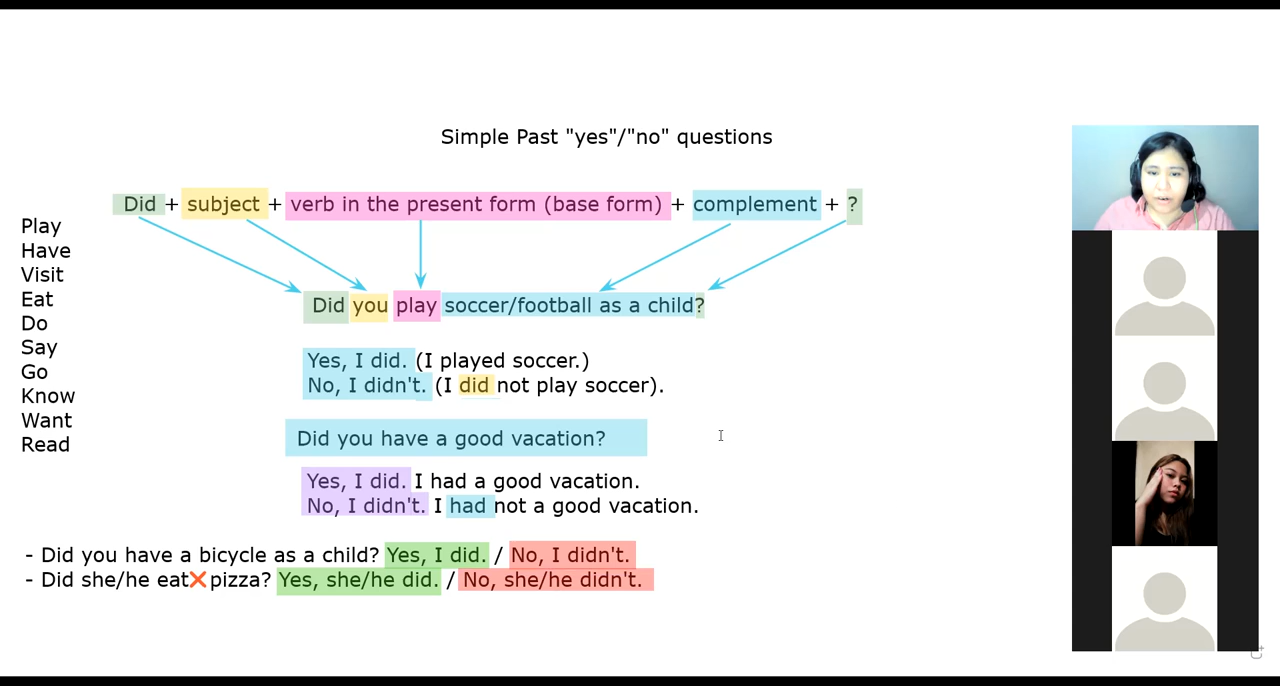 Simple Past "yes"/"no" questions
Did + subject + verb in the present form (base form) + complement + ?
Play
Have
Visit
Eat
Do
Say
Go
Know
Want
Read
Did you play soccer/football as a child?
Yes, I did. (I played soccer.)
No, I didn't. (I did not play soccer).
Did you have a good vacation?
Yes, I did. I had a good vacation.
No, I didn't. I had not a good vacation.
- Did you have a bicycle as a child? Yes, I did. / No, I didn't.
- Did she/he eat❌pizza? Yes, she/he did. / No, she/he didn't.